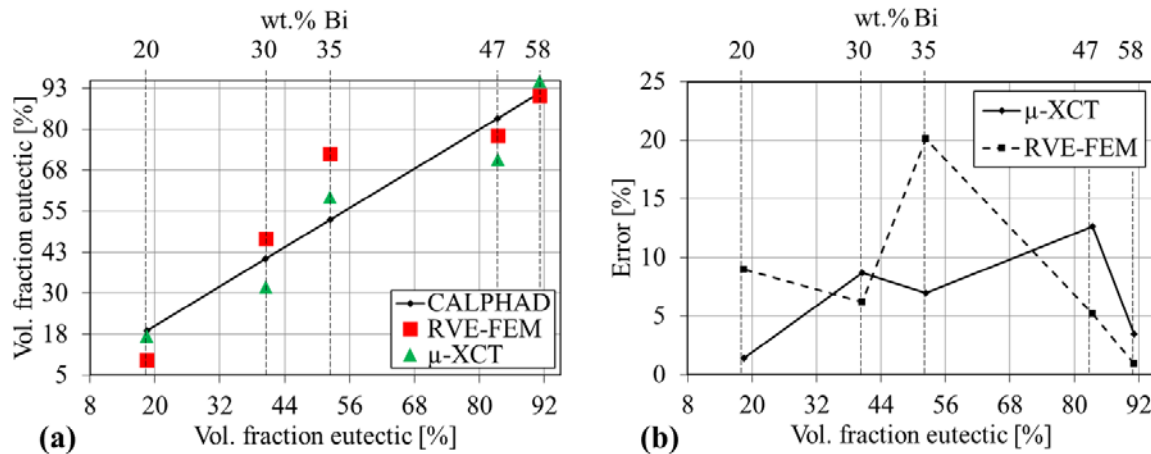 wt.% Bi
20 30 35 47 58
Vol. fraction eutectic [%]
93
80
68
55
43
30
18
5
CALPHAD
RVE-FEM
μ-XCT
8 20 32 44 56 68 80 92
(a) Vol. fraction eutectic [%]
wt.% Bi
20 30 35 47 58
Error [%]
25
20
15
10
5
0
μ-XCT
RVE-FEM
8 20 32 44 56 68 80 92
(b) Vol. fraction eutectic [%]